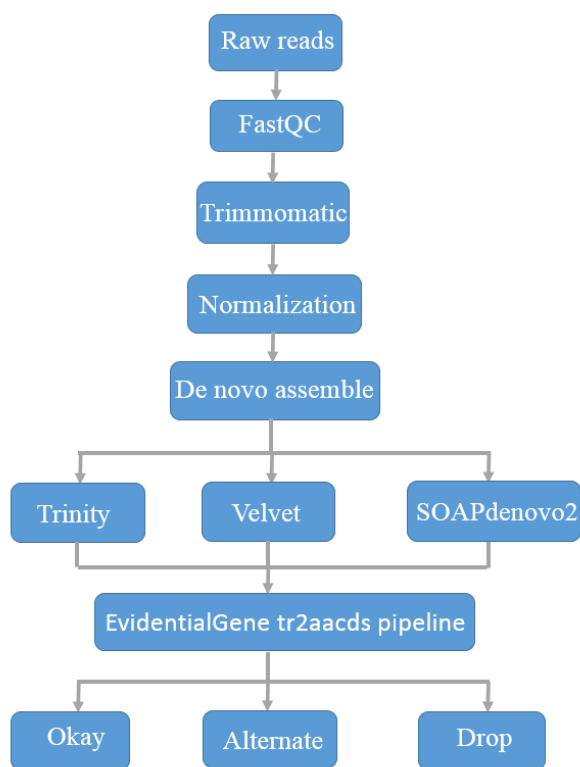 Raw reads
FastQC
Trimmomatic
Normalization
De novo assemble
Trinity
Velvet
SOAPdenovo2
EvidentialGene tr2aacds pipeline
Okay
Alternate
Drop